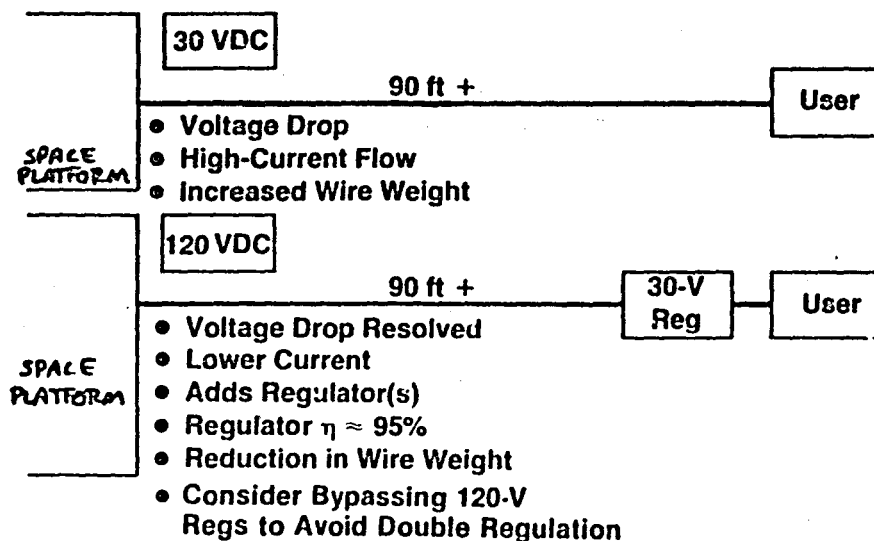 30 VDC
90 ft +
User
SPACE
PLATFORM
• Voltage Drop
• High-Current Flow
• Increased Wire Weight
120 VDC
90 ft +
30-V
Reg
User
SPACE
PLATFORM
• Voltage Drop Resolved
• Lower Current
• Adds Regulator(s)
• Regulator η ≈ 95%
• Reduction in Wire Weight
• Consider Bypassing 120-V
Regs to Avoid Double Regulation